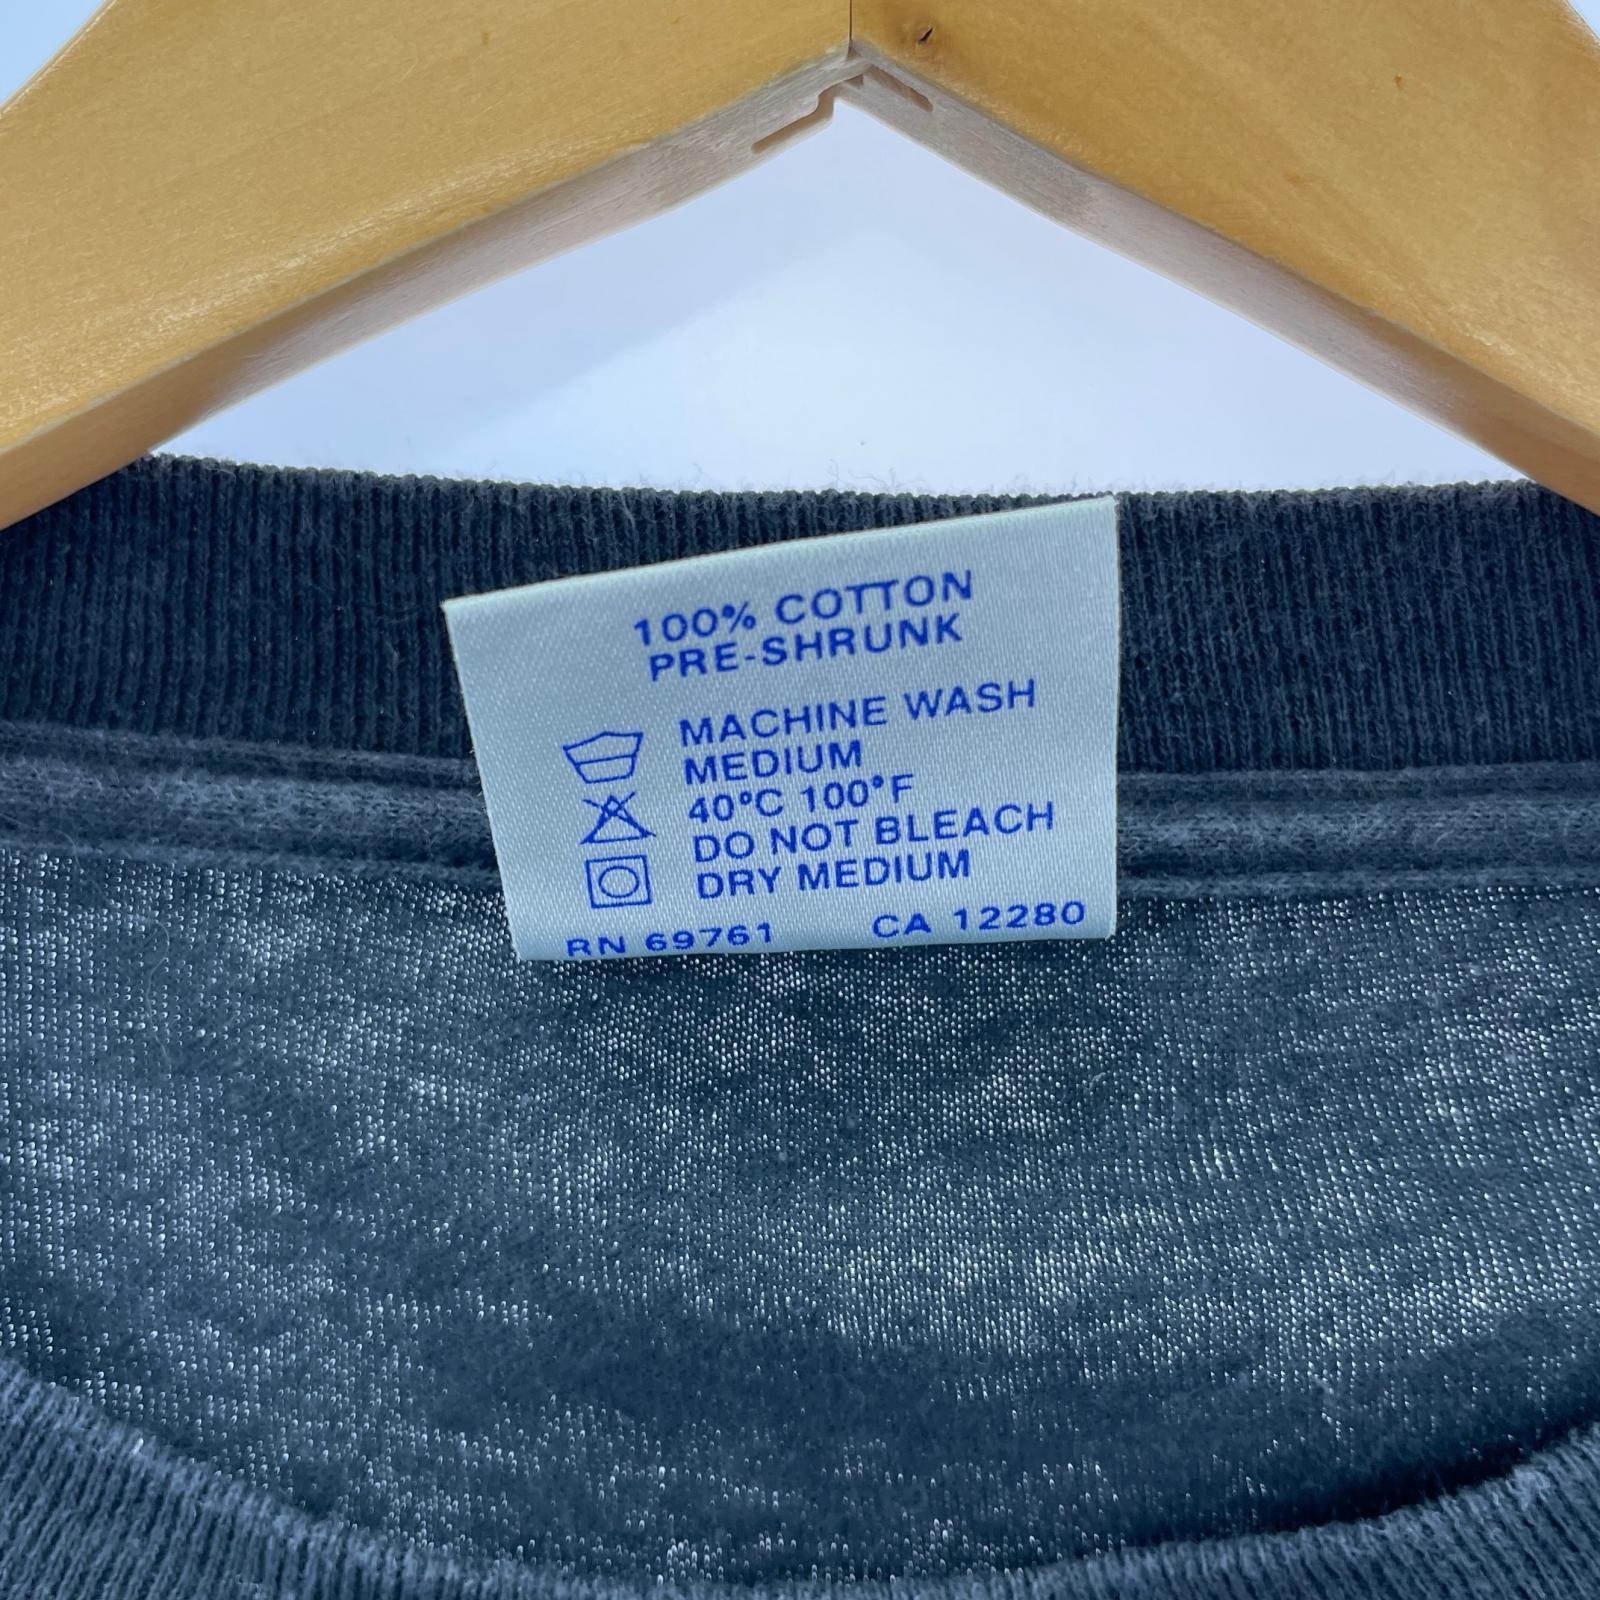 100% COTTON
PRE-SHRUNK
MACHINE WASH
MEDIUM
40°C 100°F
DO NOT BLEACH
DRY MEDIUM
RN 69761 CA 12280